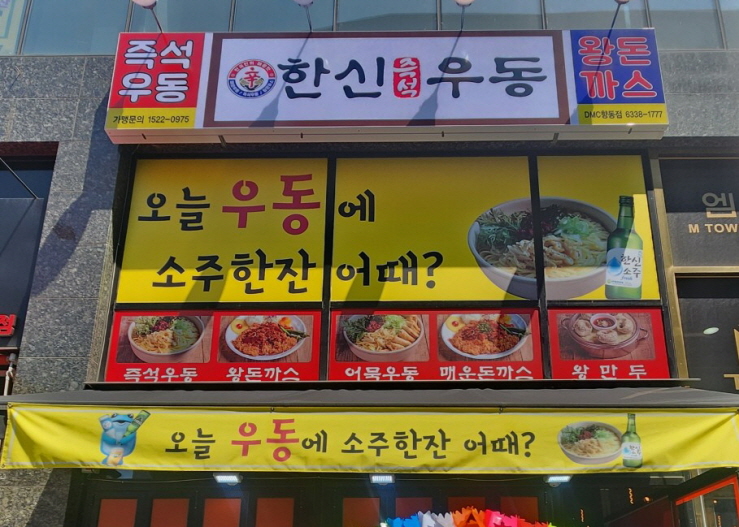 즉석
우동
가맹문의 1522-0975
한신 즉석 우동
왕돈
까스
DMC향동점 6338-1777
오늘 우동에
소주한잔 어때?
한신
소주
즉석우동 왕돈까스 어묵우동 매운돈까스 왕만두
오늘 우동에 소주한잔 어때?
엠
M TOW